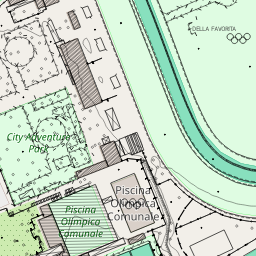 DELLA FAVORITA
City Adventure
Park
Piscina
Olimpica
Comunale
Piscina
Olimpica
Comunale